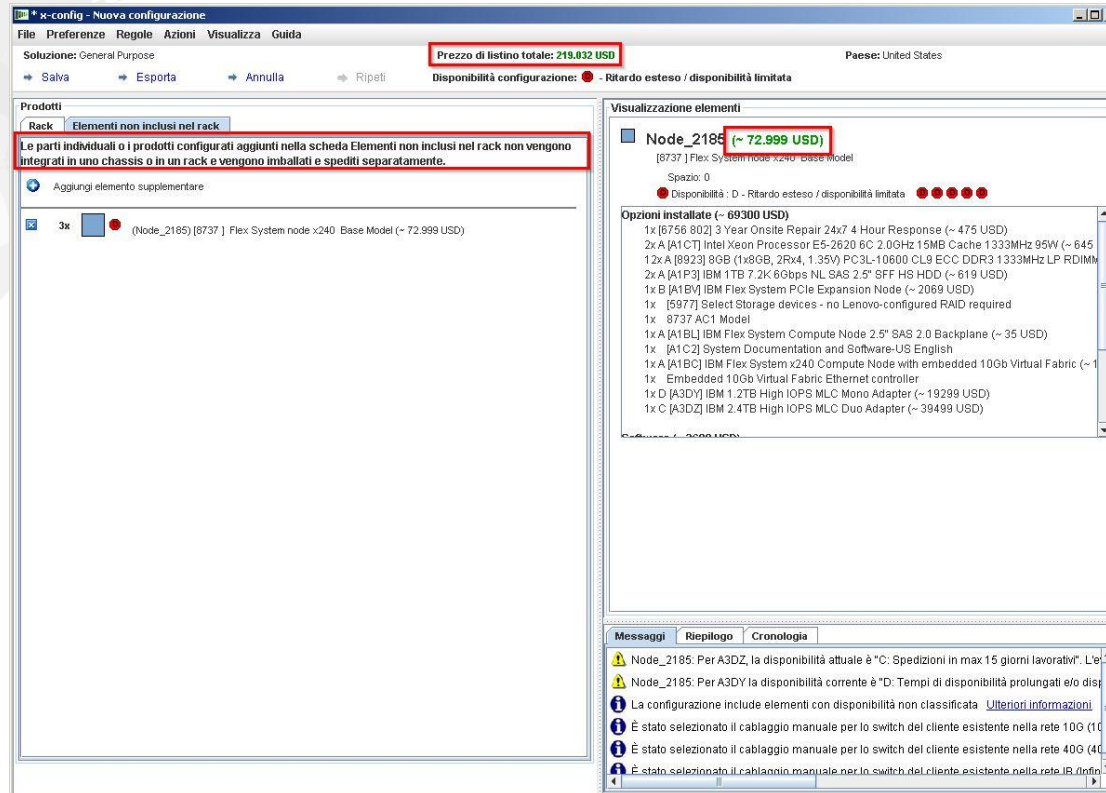 * x-config - Nuova configurazione
File Preferenze Regole Azioni Visualizza Guida
Soluzione: General Purpose
Prezzo di listino totale: 219.032 USD
Paese: United States
Salva
Esporta
Annulla
Ripeti
Disponibilità configurazione: - Ritardo esteso / disponibilità limitata
Prodotti
Rack
Elementi non inclusi nel rack
Le parti individuali o i prodotti configurati aggiunti nella scheda Elementi non inclusi nel rack non vengono
integrati in uno chassis o in un rack e vengono imballati e spediti separatamente.
Aggiungi elemento supplementare
3x (Node_2185) [8737 ] Flex System node x240 Base Model (~ 72.999 USD)
Visualizzazione elementi
Node_2185 (~ 72.999 USD)
[8737 ] Flex System node x240 Base Model
Spazio: 0
Disponibilità : D - Ritardo esteso / disponibilità limitata
Opzioni installate (~ 69300 USD)
1x [6756 802] 3 Year Onsite Repair 24x7 4 Hour Response (~ 475 USD)
2x A [A1CT] Intel Xeon Processor E5-2620 6C 2.0GHz 15MB Cache 1333MHz 95W (~ 645
12x A [8923] 8GB (1x8GB, 2Rx4, 1.35V) PC3L-10600 CL9 ECC DDR3 1333MHz LP RDIMM
2x A [A1P3] IBM 1TB 7.2K 6Gbps NL SAS 2.5" SFF HS HDD (~ 619 USD)
1x B [A1BV] IBM Flex System PCIe Expansion Node (~ 2069 USD)
1x [5977] Select Storage devices - no Lenovo-configured RAID required
1x 8737 AC1 Model
1x A [A1BL] IBM Flex System Compute Node 2.5" SAS 2.0 Backplane (~ 35 USD)
1x [A1C2] System Documentation and Software-US English
1x A [A1BC] IBM Flex System x240 Compute Node with embedded 10Gb Virtual Fabric (~ 1
1x Embedded 10Gb Virtual Fabric Ethernet controller
1x D [A3DY] IBM 1.2TB High IOPS MLC Mono Adapter (~ 19299 USD)
1x C [A3DZ] IBM 2.4TB High IOPS MLC Duo Adapter (~ 39499 USD)
Messaggi
Riepilogo
Cronologia
Node_2185: Per A3DZ, la disponibilità attuale è "C: Spedizioni in max 15 giorni lavorativi". L'e
Node_2185: Per A3DY la disponibilità corrente è "D: Tempi di disponibilità prolungati e/o disp
La configurazione include elementi con disponibilità non classificata Ulteriori informazioni
È stato selezionato il cablaggio manuale per lo switch del cliente esistente nella rete 10G (10
È stato selezionato il cablaggio manuale per lo switch del cliente esistente nella rete 40G (40
È stato selezionato il cablaggio manuale per lo switch del cliente esistente nella rete IB (Infin